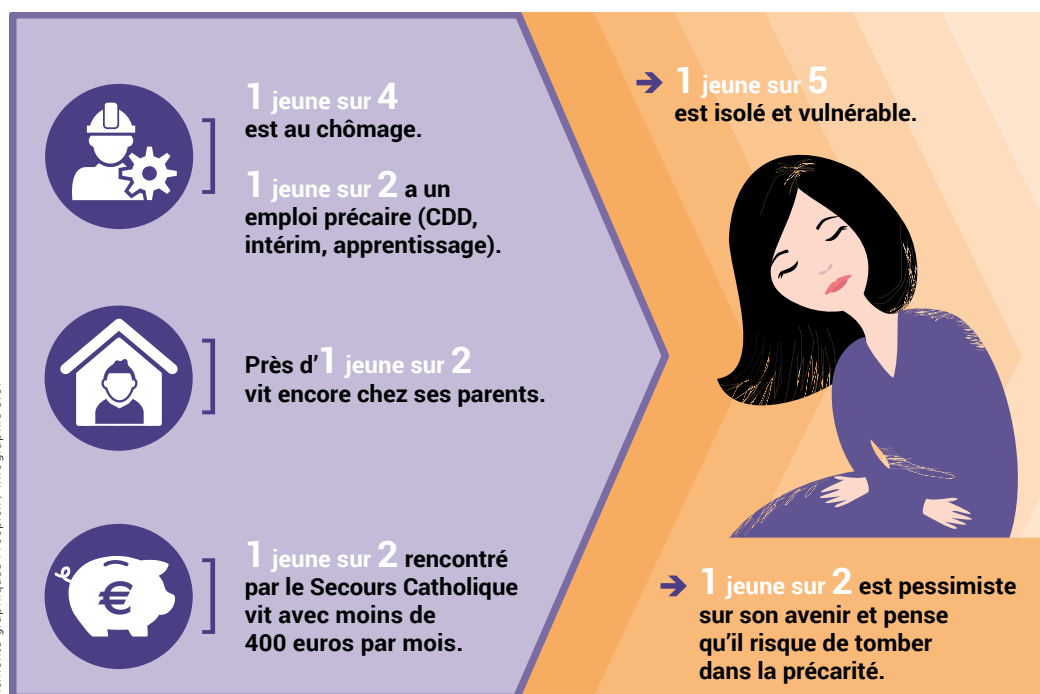 1 jeune sur 4
est au chômage.
1 jeune sur 2 a un
emploi précaire (CDD,
intérim, apprentissage).
Près d'1 jeune sur 2
vit encore chez ses parents.
€
1 jeune sur 2 rencontré
par le Secours Catholique
vit avec moins de
400 euros par mois.
→ 1 jeune sur 5
est isolé et vulnérable.
→ 1 jeune sur 2 est pessimiste
sur son avenir et pense
qu'il risque de tomber
dans la précarité.